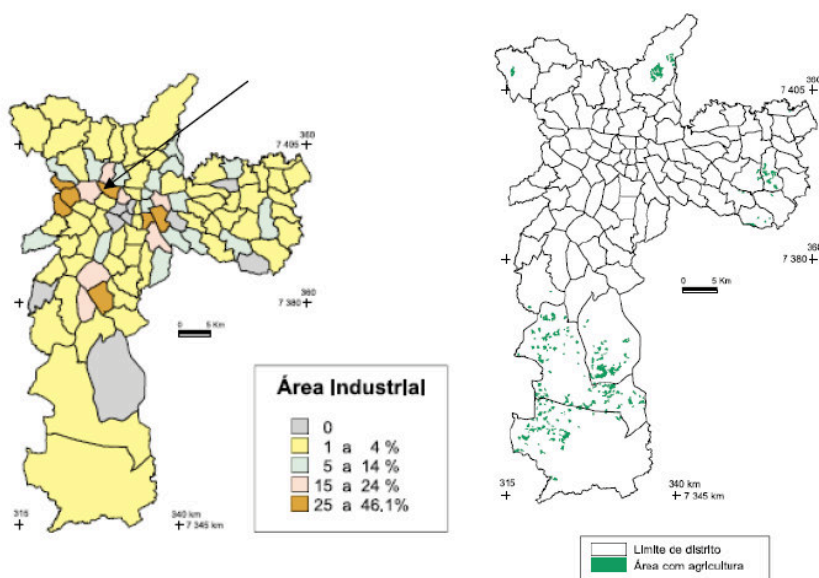 360
7 405
360
7 380
0 5 Km
315
340 km
7 345 km
Área Industrial
0
1 a 4 %
5 a 14 %
15 a 24 %
25 a 46,1%
360
7 405
360
7 380
0 5 Km
315
340 km
7 345 km
Limite de distrito
Área com agricultura